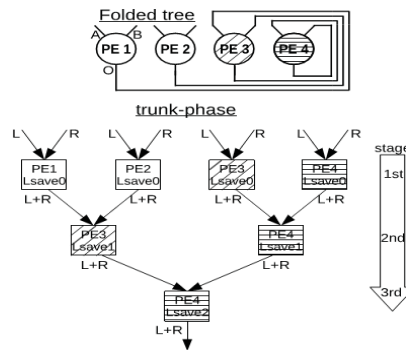 Folded tree
A B
PE 1 PE 2 PE 3 PE 4
O
trunk-phase
L R L R L R L R
stage
PE1 PE2 PE3 PE4
Lsave0 Lsave0 Lsave0 Lsave0
1st
L+R L+R L+R L+R
PE3 PE4
Lsave1 Lsave1
2nd
L+R L+R
PE4
Lsave2
3rd
L+R